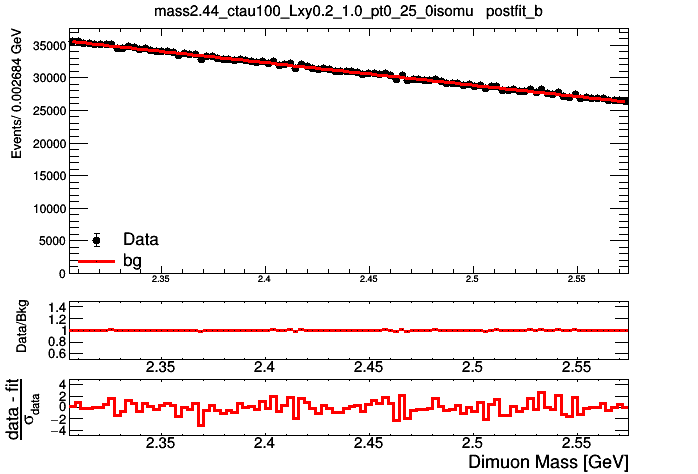 mass2.44_ctau100_Lxy0.2_1.0_pt0_25_0isomu postfit_b
Events/ 0.002684 GeV
35000
30000
25000
20000
15000
10000
5000
0
Data
bg
2.35 2.4 2.45 2.5 2.55
Data/Bkg
1.4
1.2
1
0.8
0.6
2.35 2.4 2.45 2.5 2.55
data - fit
σdata
4
2
0
−2
−4
2.35 2.4 2.45 2.5 2.55
Dimuon Mass [GeV]